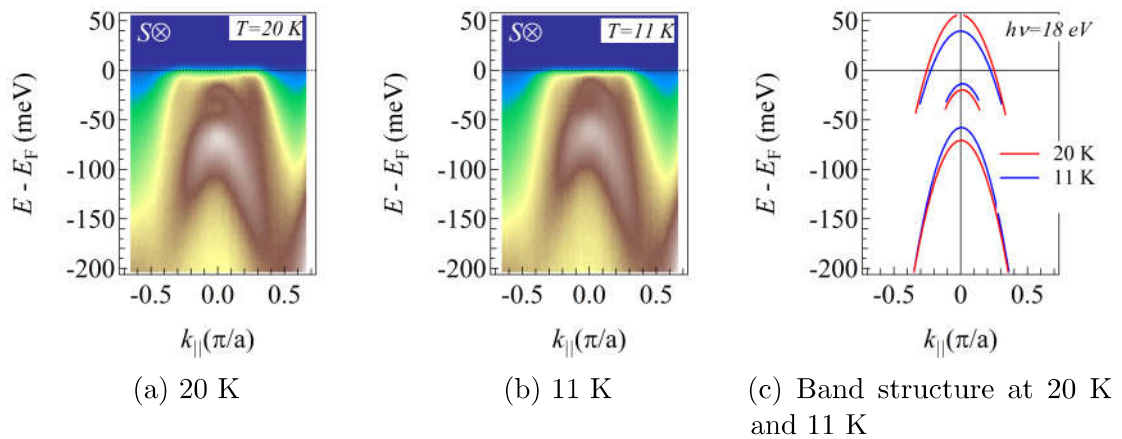 S⊗
T=20 K
50
0
-50
-100
-150
-200
E - E_F (meV)
-0.5
0.0
0.5
k_||(π/a)
(a) 20 K
S⊗
T=11 K
50
0
-50
-100
-150
-200
E - E_F (meV)
-0.5
0.0
0.5
k_||(π/a)
(b) 11 K
hν=18 eV
50
0
-50
-100
-150
-200
E - E_F (meV)
20 K
11 K
-0.5
0
0.5
k_||(π/a)
(c) Band structure at 20 K
and 11 K